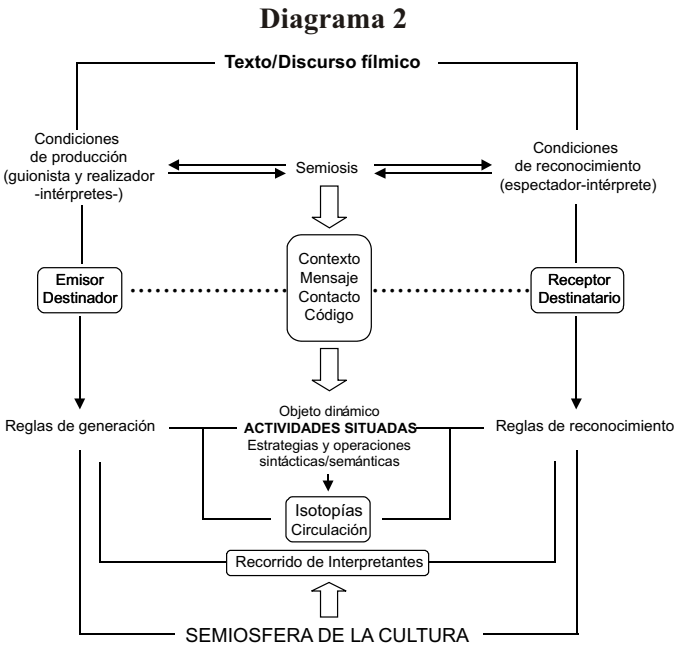 Diagrama 2
Texto/Discurso fílmico
Condiciones
de producción
(guionista y realizador
-intérpretes-)
Semiosis
Condiciones
de reconocimiento
(espectador-intérprete)
Emisor
Destinador
Contexto
Mensaje
Contacto
Código
Receptor
Destinatario
Reglas de generación
Objeto dinámico
ACTIVIDADES SITUADAS
Estrategias y operaciones
sintácticas/semánticas
Reglas de reconocimiento
Isotopías
Circulación
Recorrido de Interpretantes
SEMIOSFERA DE LA CULTURA